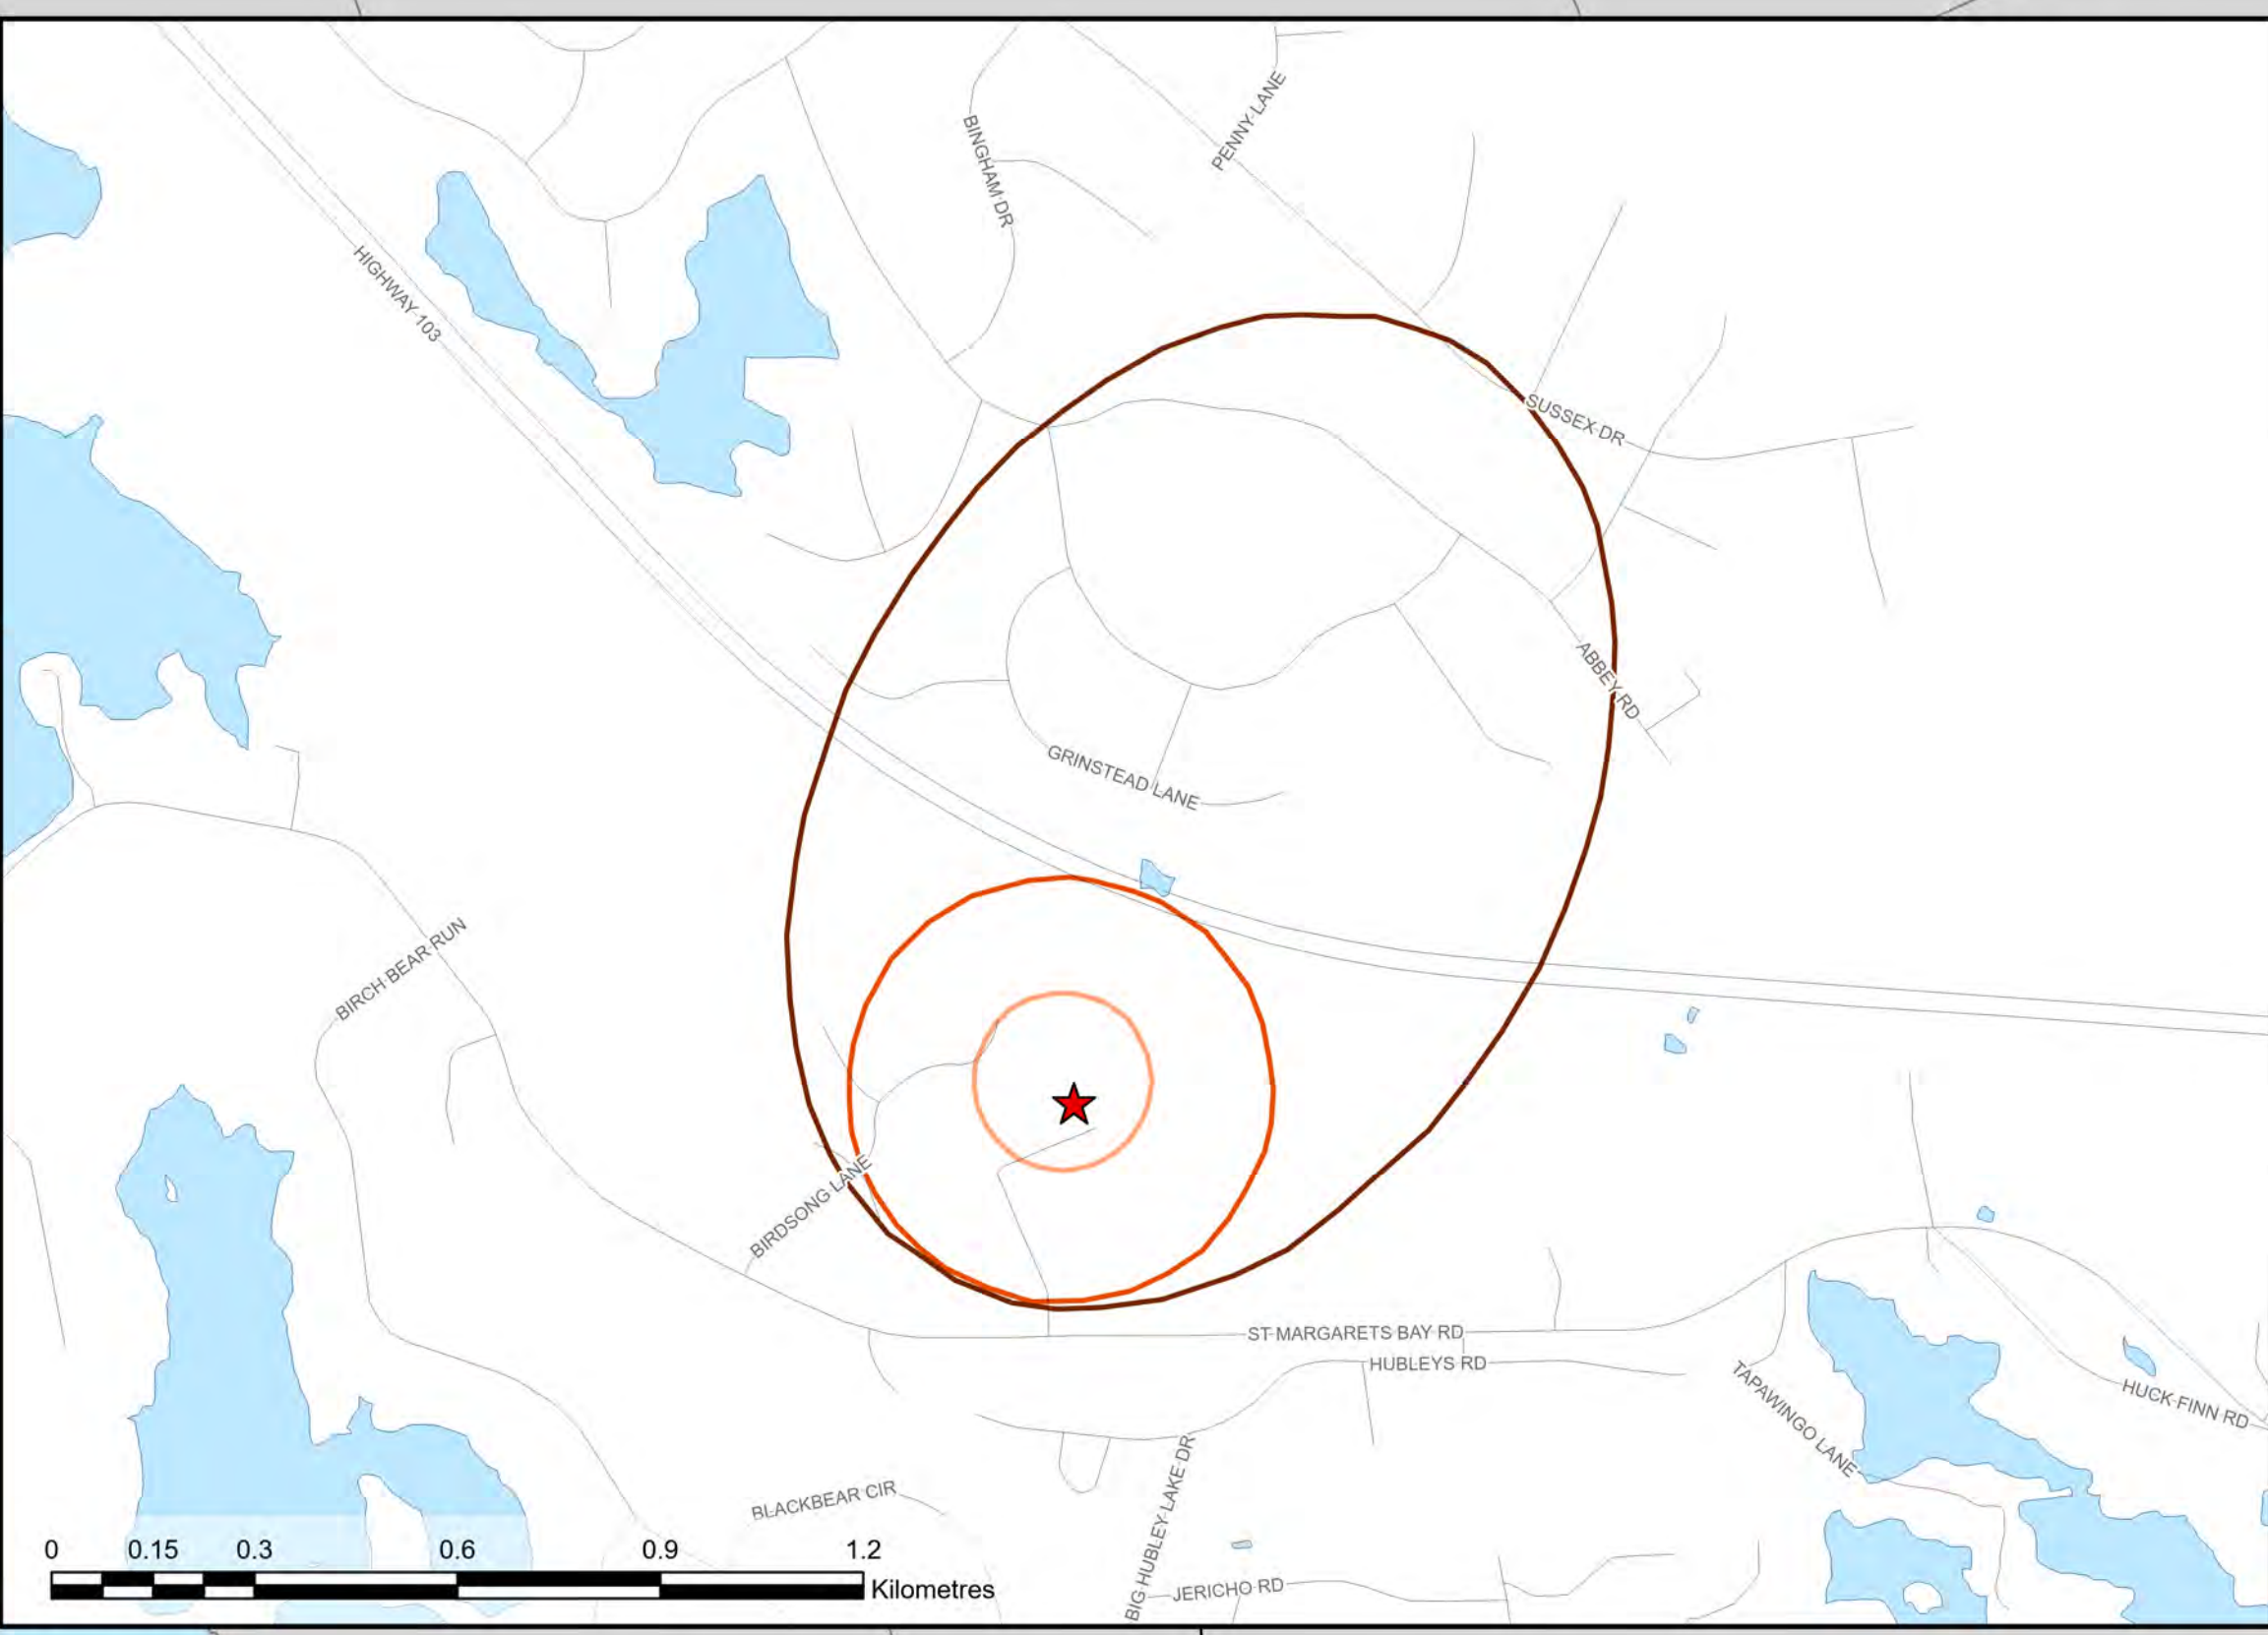 PENNY LANE
BINGHAM DR
HIGHWAY 103
SUSSEX DR
ABBEY RD
GRINSTEAD LANE
BIRCH BEAR RUN
BIRDSONG LANE
ST MARGARETS BAY RD
HUBLEYS RD
TAPAWINGO LANE
HUCK FINN RD
BLACKBEAR CIR
BIG HUBLEY LAKE DR
JERICHO RD
0 0.15 0.3 0.6 0.9 1.2
Kilometres